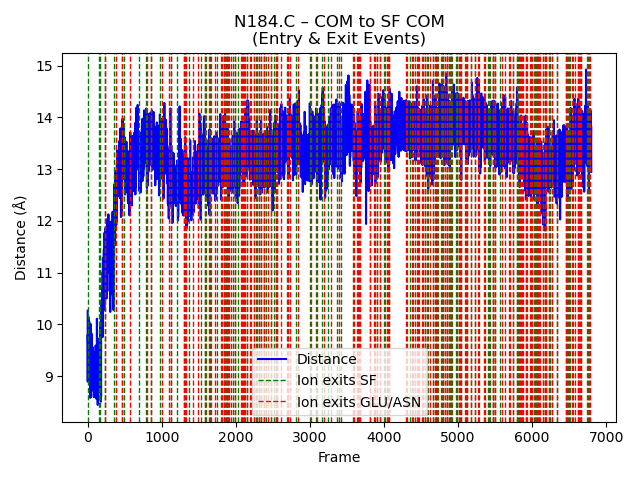 N184.C – COM to SF COM
(Entry & Exit Events)
15
14
13
12
11
10
9
Distance (Å)
Distance
Ion exits SF
Ion exits GLU/ASN
0 1000 2000 3000 4000 5000 6000 7000
Frame